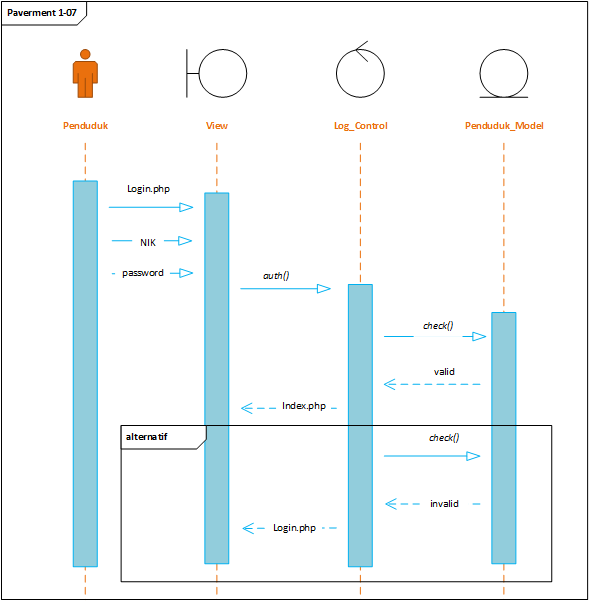 Paverment 1-07
Penduduk
View
Log_Control
Penduduk_Model
Login.php
NIK
password
auth()
check()
valid
Index.php
alternatif
check()
invalid
Login.php